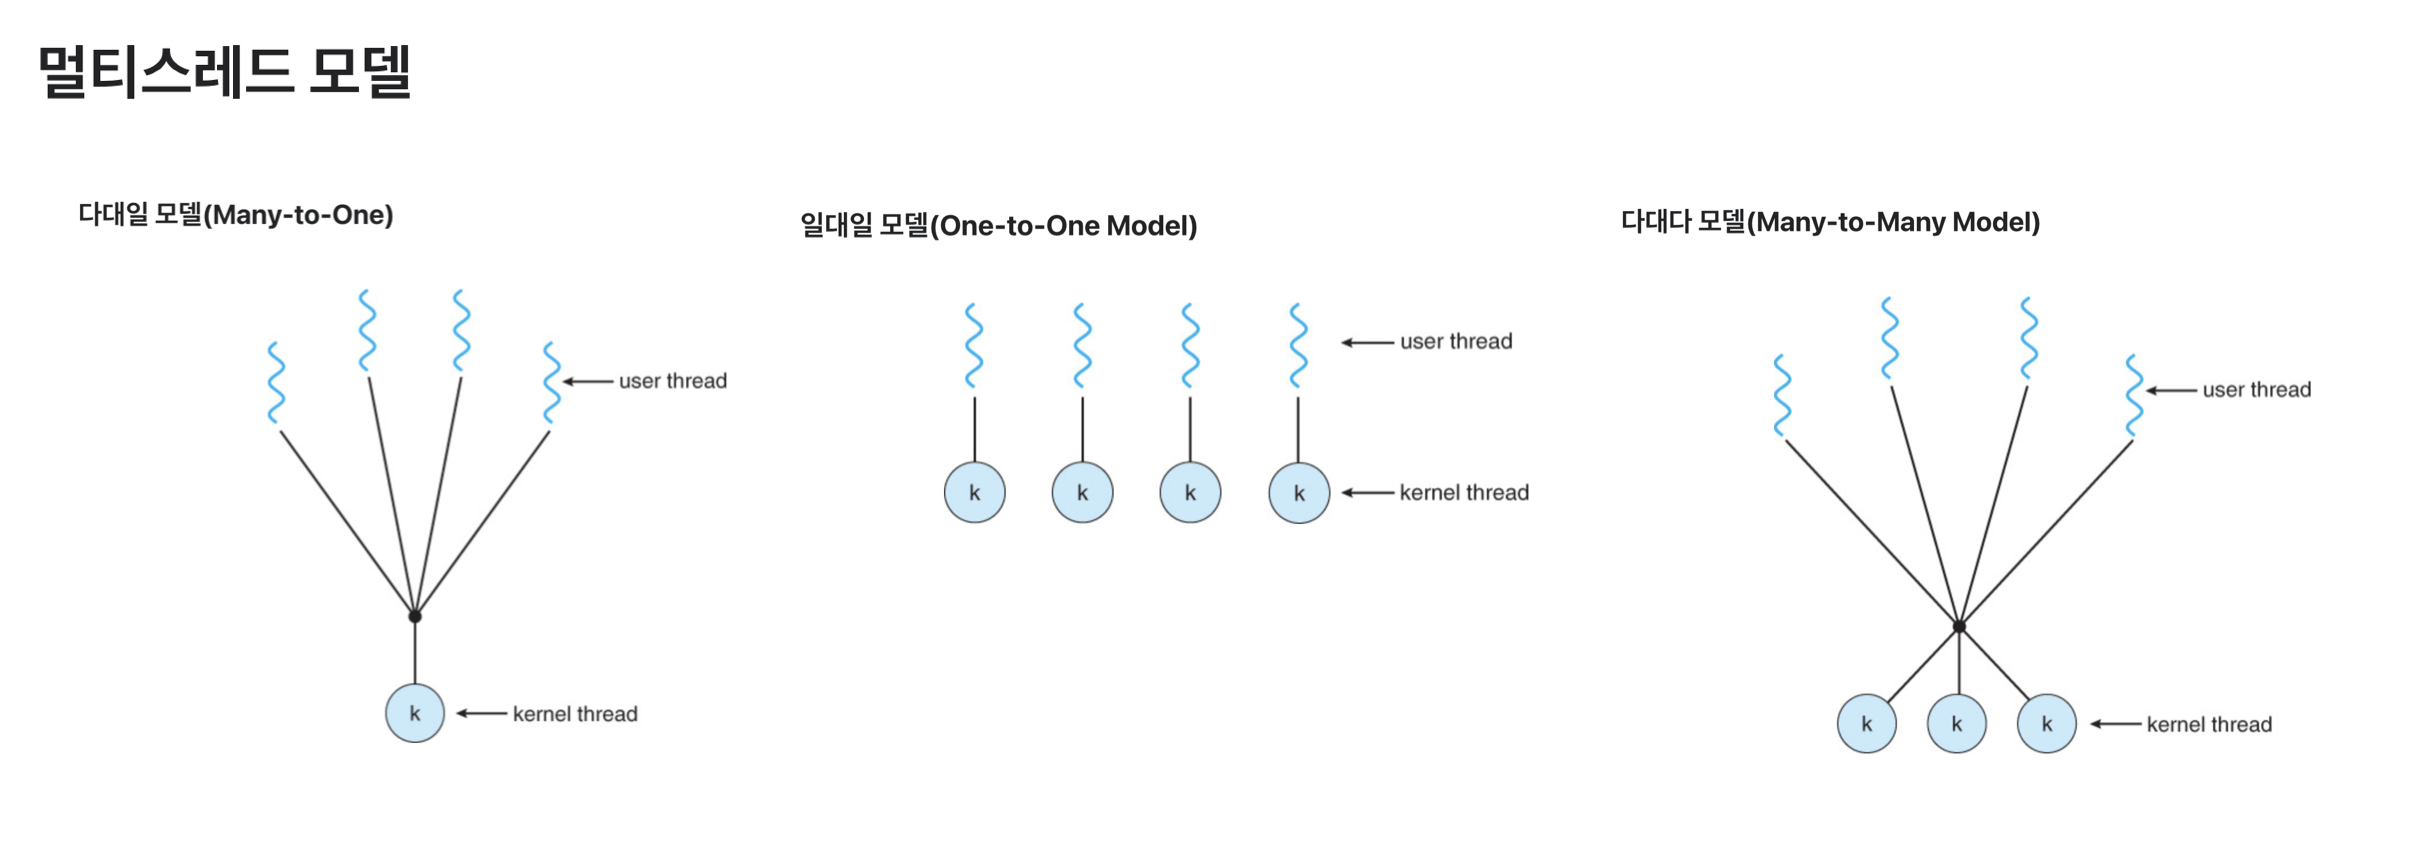 멀티스레드 모델
다대일 모델(Many-to-One)
user thread
k
kernel thread
일대일 모델(One-to-One Model)
user thread
k k k k
kernel thread
다대다 모델(Many-to-Many Model)
user thread
k k k
kernel thread